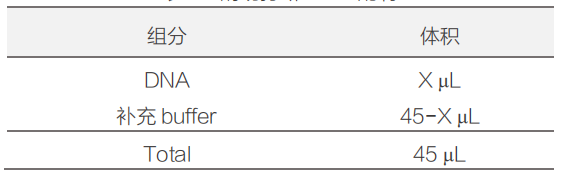 组分 体积
DNA X μL
补充 buffer 45-X μL
Total 45 μL